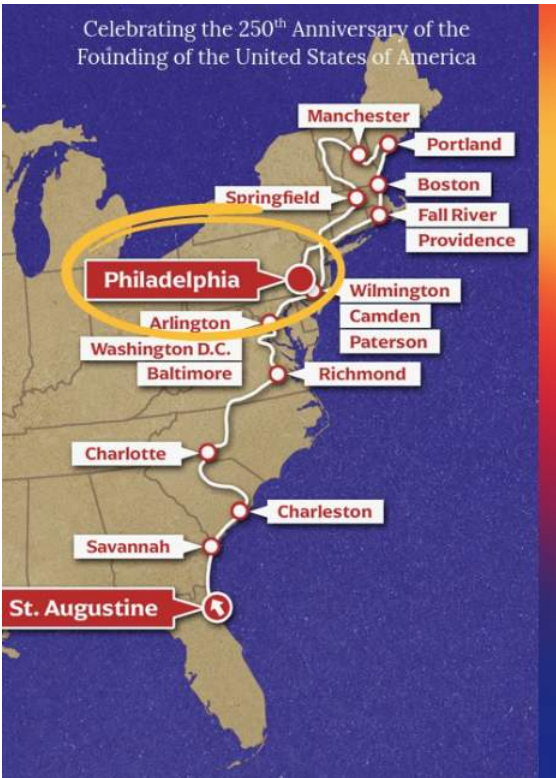 Celebrating the 250th Anniversary of the
Founding of the United States of America
Manchester
Portland
Boston
Springfield
Fall River
Providence
Philadelphia
Wilmington
Camden
Paterson
Arlington
Washington D.C.
Baltimore
Richmond
Charlotte
Charleston
Savannah
St. Augustine